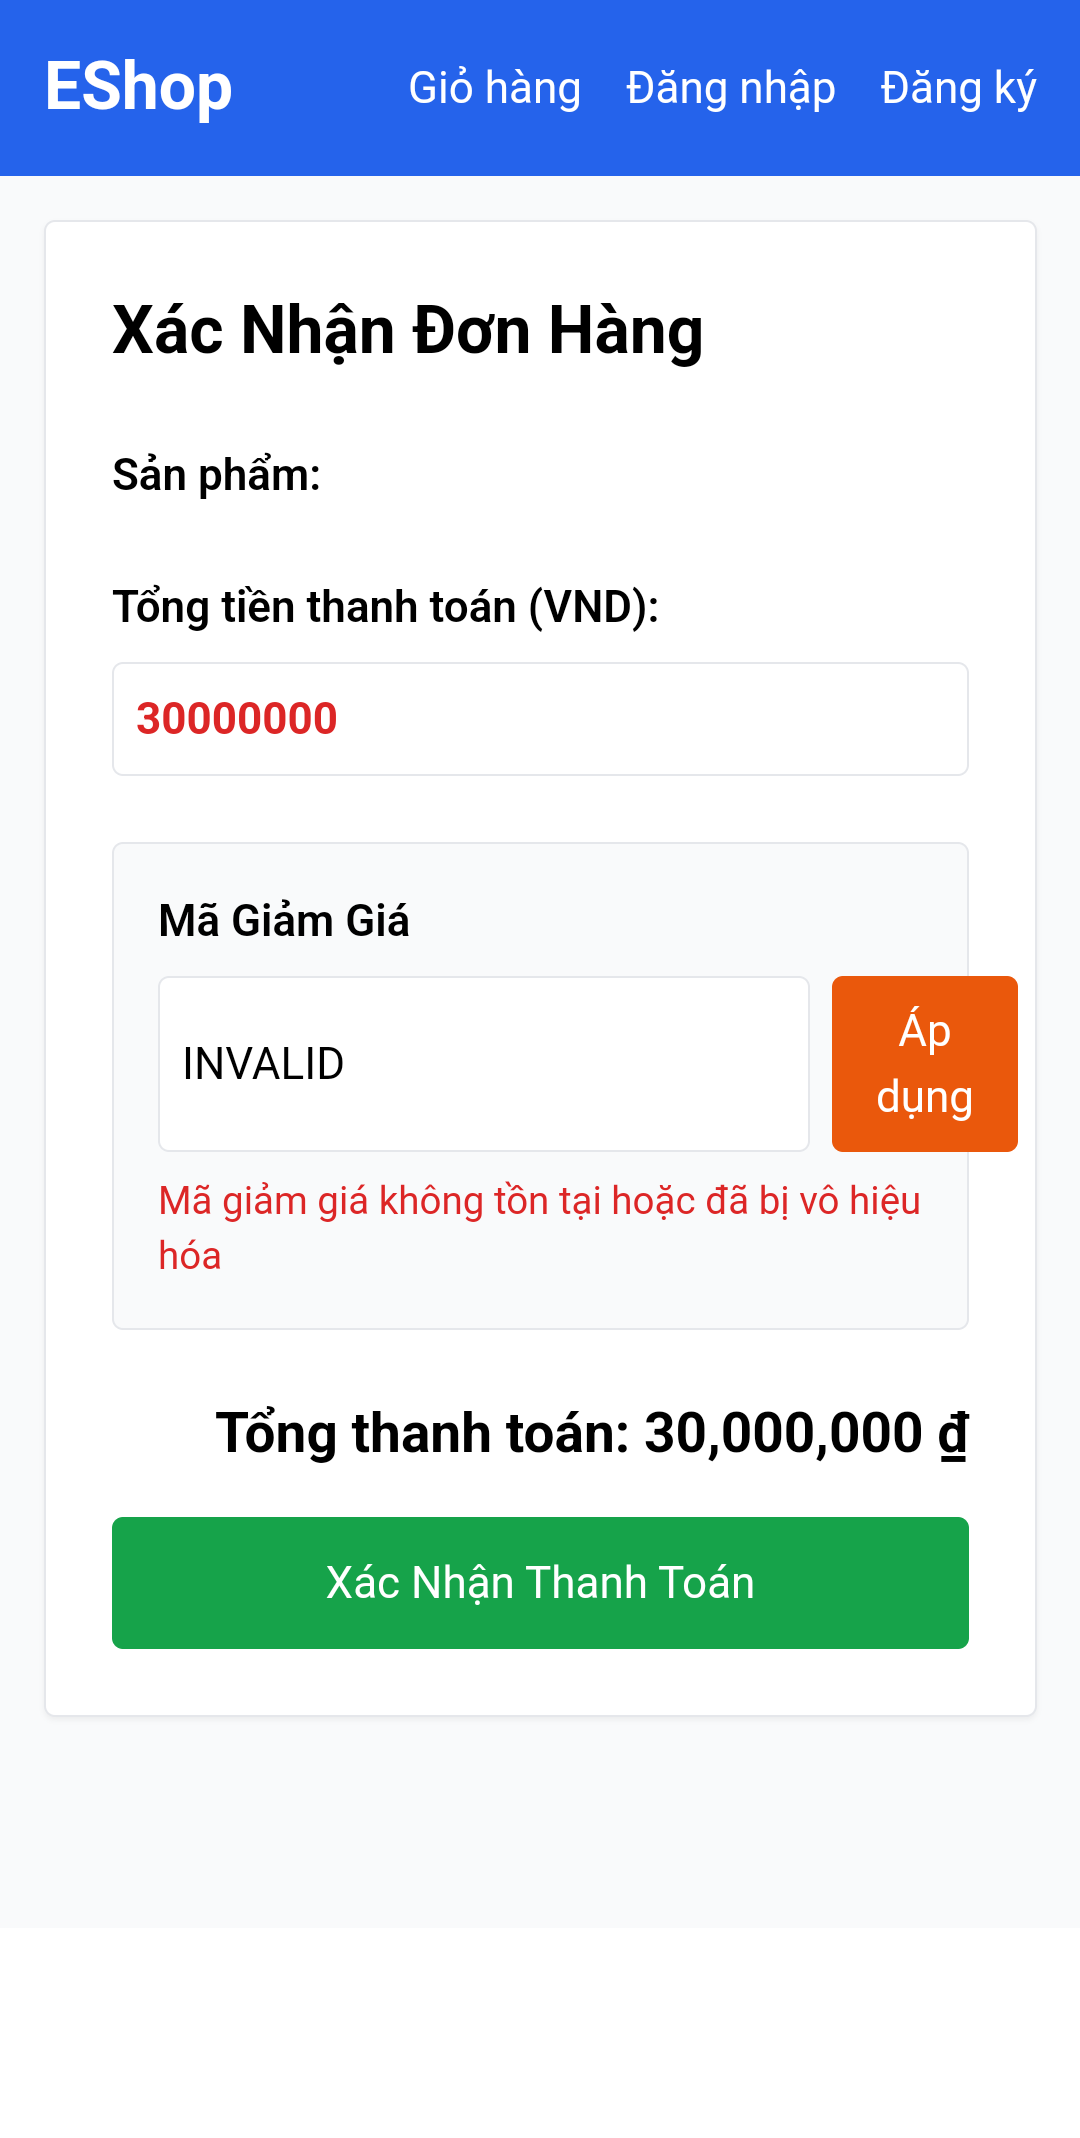 EShop
Giỏ hàng
Đăng nhập
Đăng ký
Xác Nhận Đơn Hàng
Sản phẩm:
Tổng tiền thanh toán (VND):
30000000
Mã Giảm Giá
INVALID
Áp
dụng
Mã giảm giá không tồn tại hoặc đã bị vô hiệu
hóa
Tổng thanh toán: 30,000,000 ₫
Xác Nhận Thanh Toán